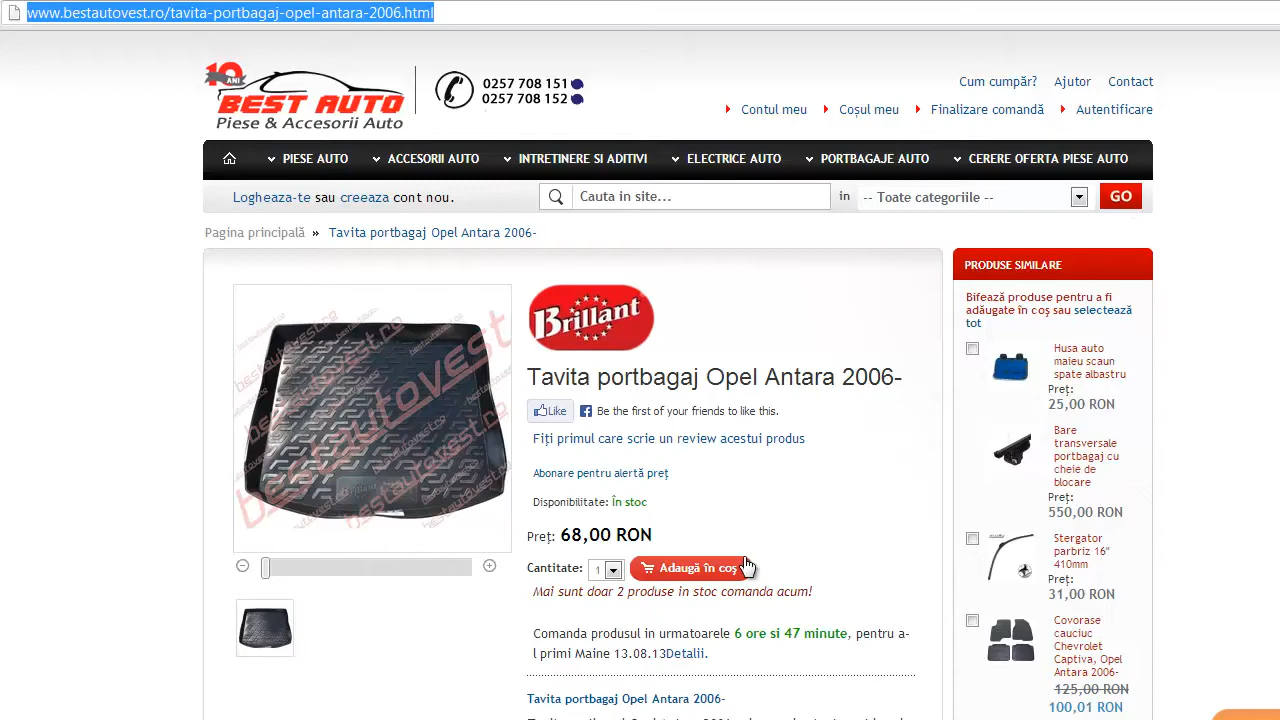 www.bestautovest.ro/tavita-portbagaj-opel-antara-2006.html
10 ANI
BEST AUTO
Piese & Accesorii Auto
0257 708 151
0257 708 152
Cum cumpăr? Ajutor Contact
Contul meu Coșul meu Finalizare comandă Autentificare
PIESE AUTO ACCESORII AUTO INTRETINERE SI ADITIVI ELECTRICE AUTO PORTBAGAJE AUTO CERERE OFERTA PIESE AUTO
Logheaza-te sau creeaza cont nou.
Cauta in site... in -- Toate categoriile -- GO
Pagina principală » Tavita portbagaj Opel Antara 2006-
bestautovest.ro
Brillant
Tavita portbagaj Opel Antara 2006-
Like Be the first of your friends to like this.
Fiți primul care scrie un review acestui produs
Abonare pentru alertă preț
Disponibilitate: În stoc
Preț: 68,00 RON
Cantitate: 1 Adaugă în coș
Mai sunt doar 2 produse in stoc comanda acum!
Comanda produsul in urmatoarele 6 ore si 47 minute, pentru a-
l primi Maine 13.08.13Detalii.
Tavita portbagaj Opel Antara 2006-
PRODUSE SIMILARE
Bifează produse pentru a fi
adăugate în coș sau selectează
tot
Husa auto
maieu scaun
spate albastru
Preț:
25,00 RON
Bare
transversale
portbagaj cu
cheie de
blocare
Preț:
550,00 RON
Stergator
parbriz 16"
410mm
Preț:
31,00 RON
Covorase
cauciuc
Chevrolet
Captiva, Opel
Antara 2006-
125,00 RON
100,01 RON